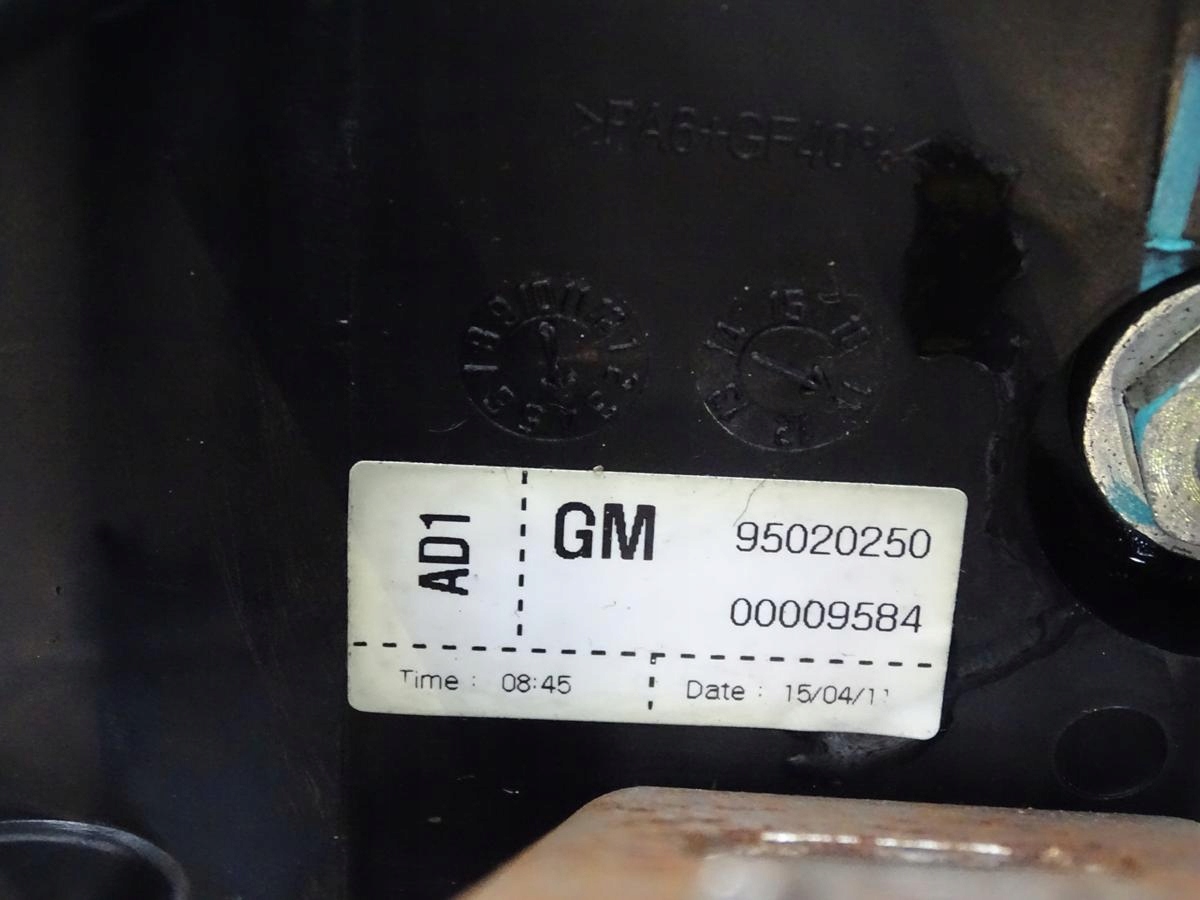 >PA6+GF40%<
AD1
GM 95020250
00009584
Time : 08:45
Date : 15/04/11